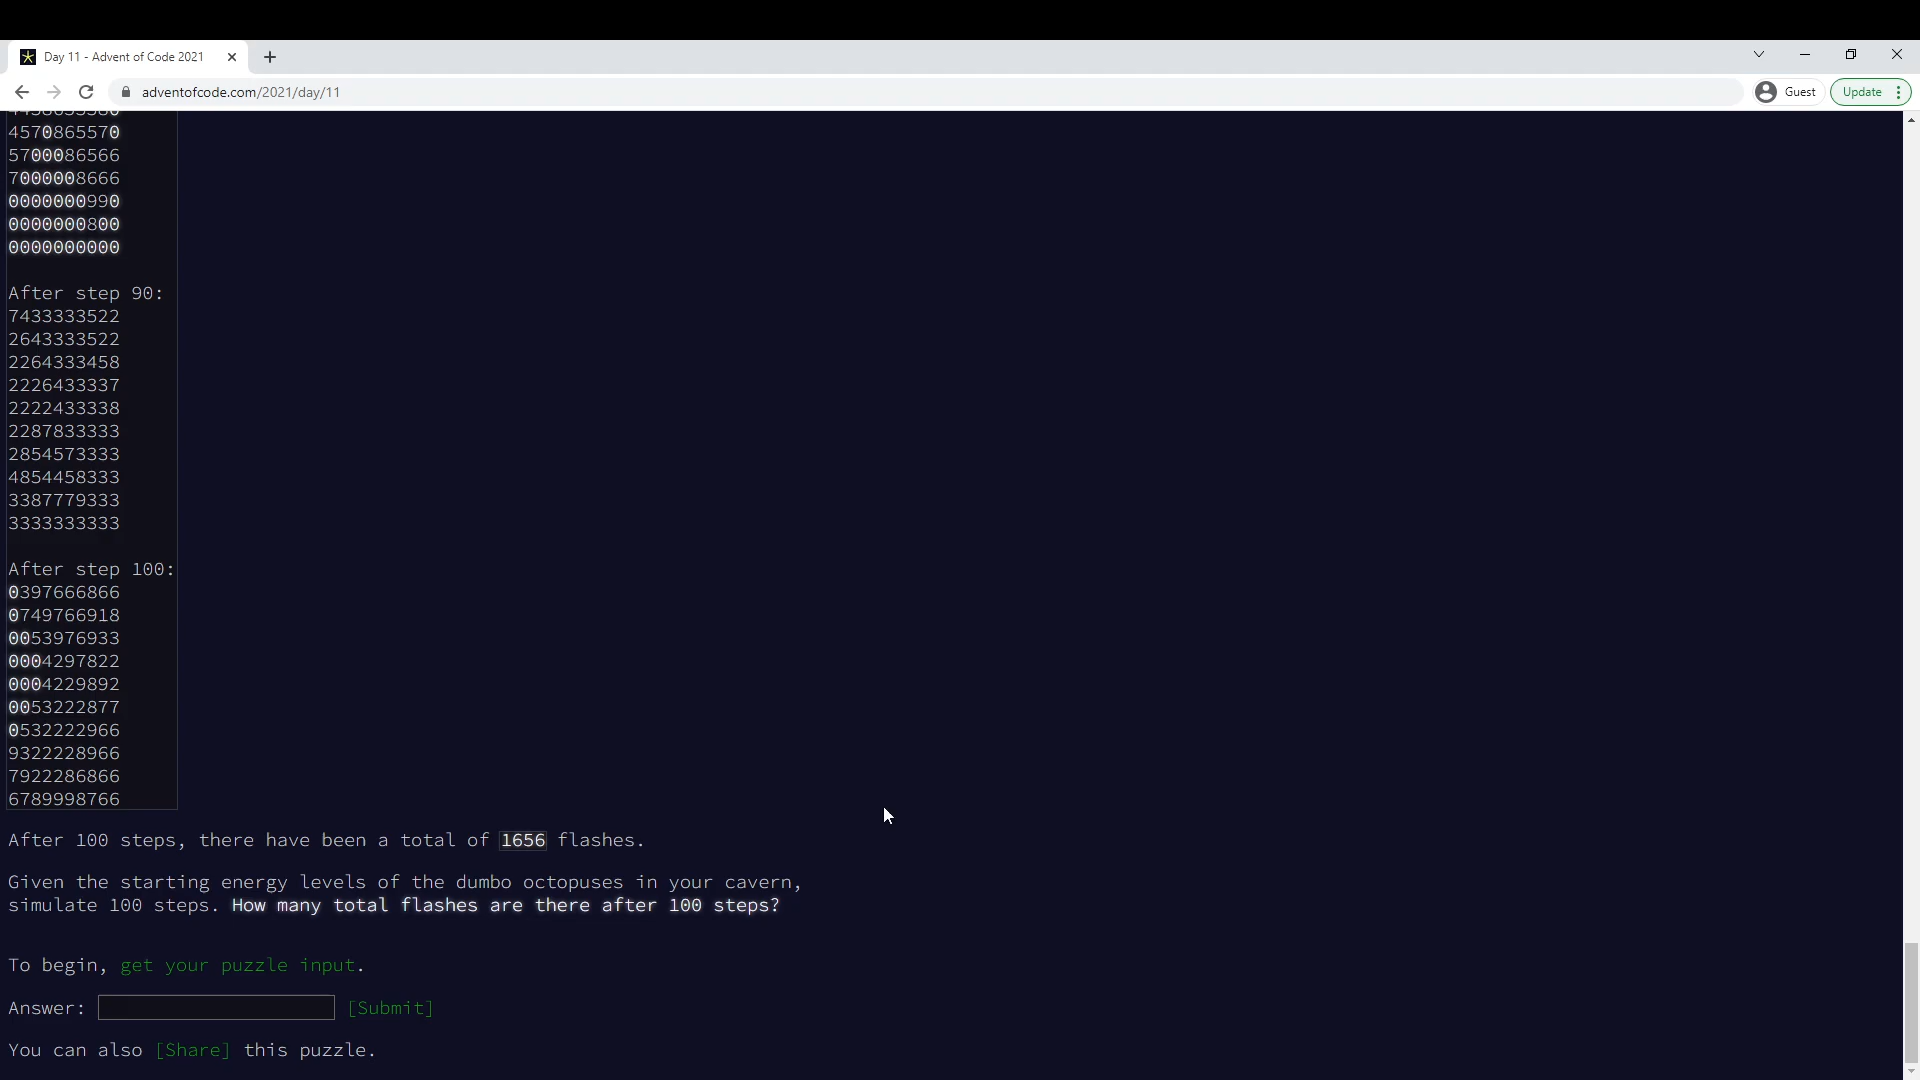 Day 11 - Advent of Code 2021
adventofcode.com/2021/day/11
Guest
Update
4570865570
5700086566
7000008666
0000000990
0000000800
0000000000
After step 90:
7433333522
2643333522
2264333458
2226433337
2222433338
2287833333
2854573333
4854458333
3387779333
3333333333
After step 100:
0397666866
0749766918
0053976933
0004297822
0004229892
0053222877
0532222966
9322228966
7922286866
6789998766
After 100 steps, there have been a total of 1656 flashes.
Given the starting energy levels of the dumbo octopuses in your cavern,
simulate 100 steps. How many total flashes are there after 100 steps?
To begin, get your puzzle input.
Answer: [Submit]
You can also [Share] this puzzle.